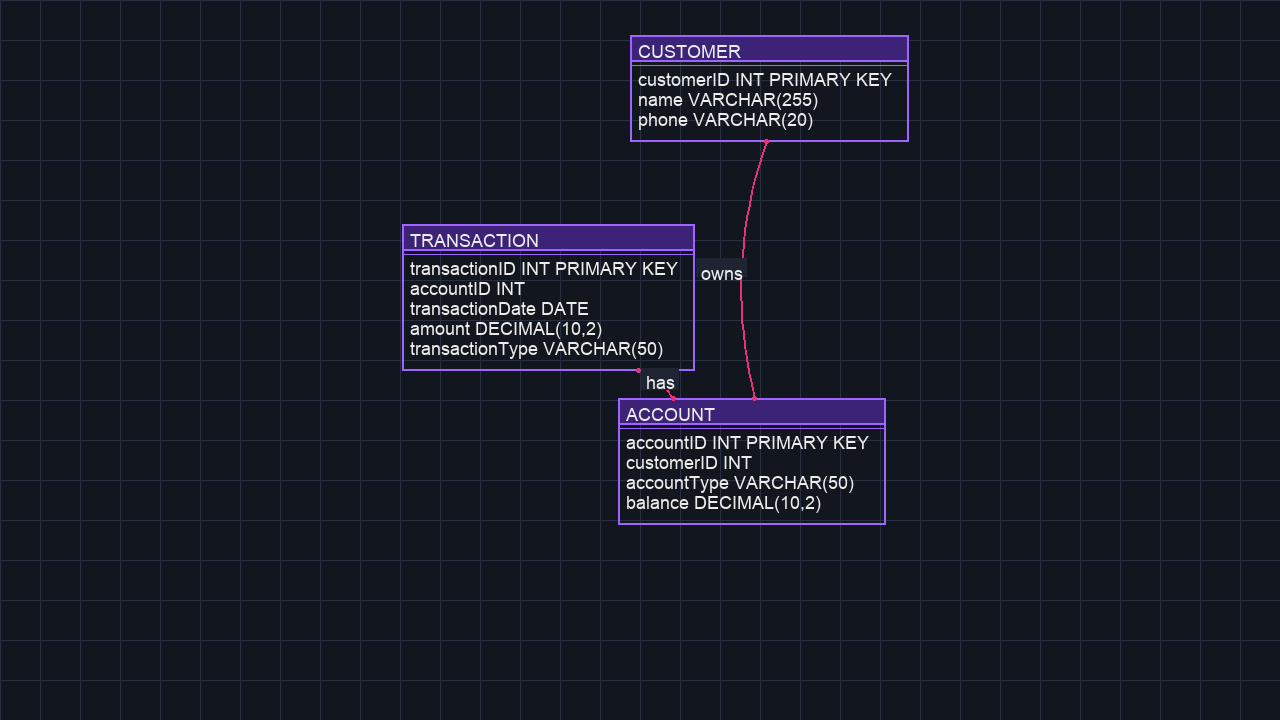 CUSTOMER
customerID INT PRIMARY KEY
name VARCHAR(255)
phone VARCHAR(20)
TRANSACTION
transactionID INT PRIMARY KEY
accountID INT
transactionDate DATE
amount DECIMAL(10,2)
transactionType VARCHAR(50)
owns
has
ACCOUNT
accountID INT PRIMARY KEY
customerID INT
accountType VARCHAR(50)
balance DECIMAL(10,2)